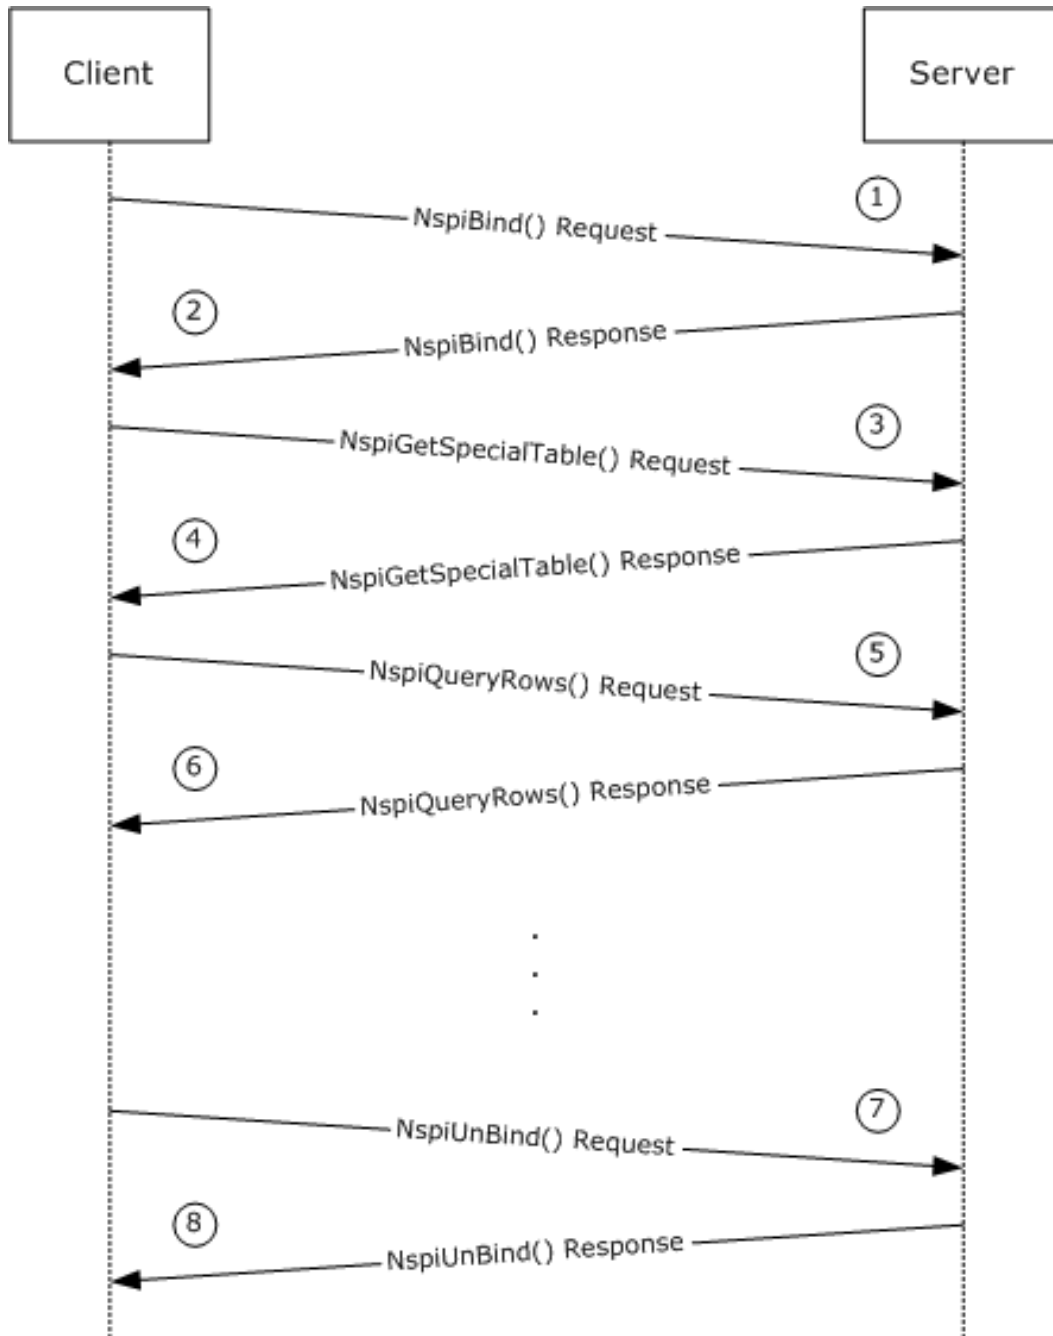 Client
Server
1
NspiBind() Request
2
NspiBind() Response
3
NspiGetSpecialTable() Request
4
NspiGetSpecialTable() Response
5
NspiQueryRows() Request
6
NspiQueryRows() Response
.
.
.
7
NspiUnBind() Request
8
NspiUnBind() Response